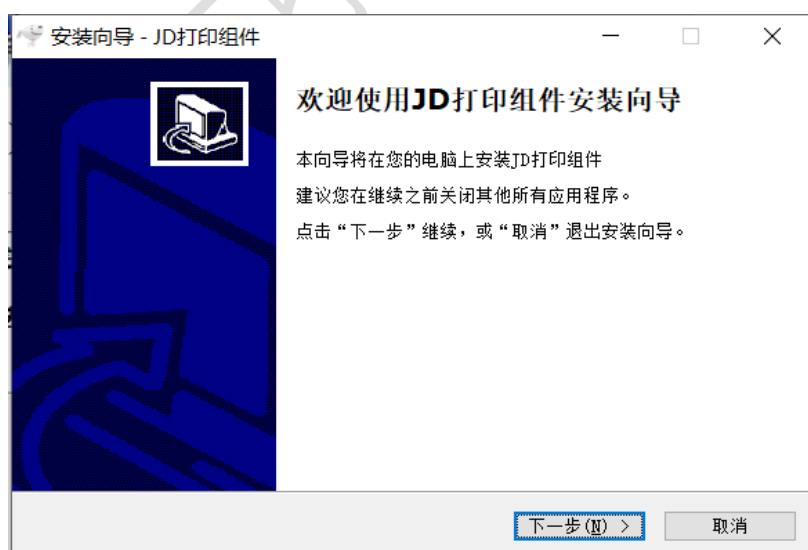 安装向导 - JD打印组件
欢迎使用JD打印组件安装向导
本向导将在您的电脑上安装JD打印组件
建议您在继续之前关闭其他所有应用程序。
点击“下一步”继续，或“取消”退出安装向导。
下一步(N) >
取消